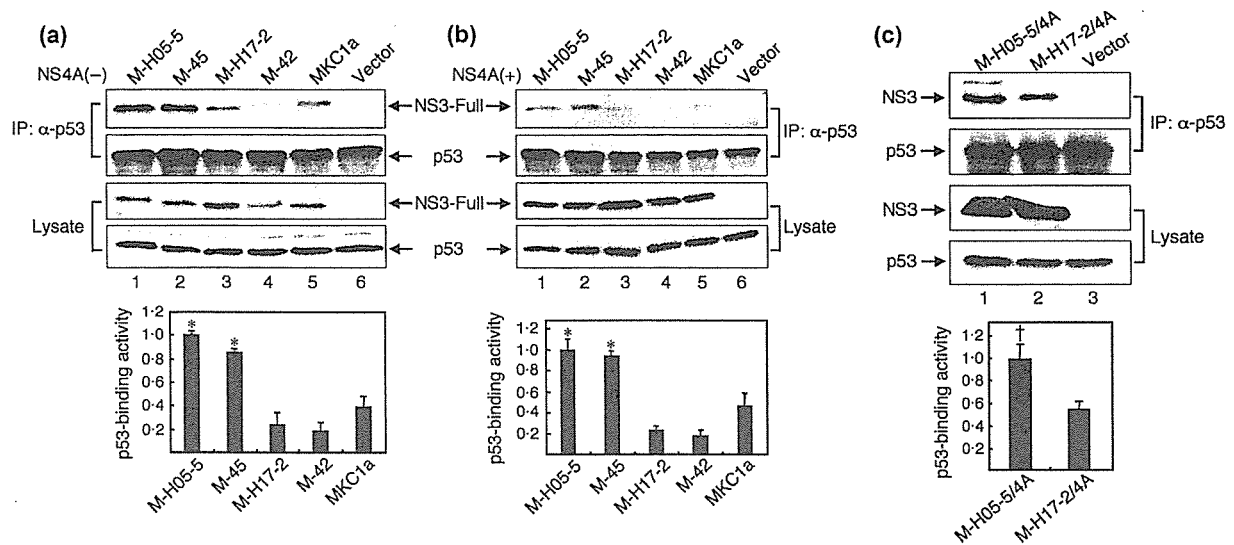 (a)
NS4A(−)
M-H05-5
M-45
M-H17-2
M-42
MKC1a
Vector
IP: α-p53
NS3-Full
p53
Lysate
NS3-Full
p53
1 2 3 4 5 6
p53-binding activity
1·2
1·0
0·8
0·6
0·4
0·2
*
*
M-H05-5
M-45
M-H17-2
M-42
MKC1a
(b)
NS4A(+)
M-H05-5
M-45
M-H17-2
M-42
MKC1a
Vector
IP: α-p53
Lysate
1 2 3 4 5 6
p53-binding activity
1·2
1·0
0·8
0·6
0·4
0·2
*
*
M-H05-5
M-45
M-H17-2
M-42
MKC1a
(c)
M-H05-5/4A
M-H17-2/4A
Vector
NS3
p53
IP: α-p53
NS3
p53
Lysate
1 2 3
p53-binding activity
1·2
1·0
0·8
0·6
0·4
0·2
†
M-H05-5/4A
M-H17-2/4A